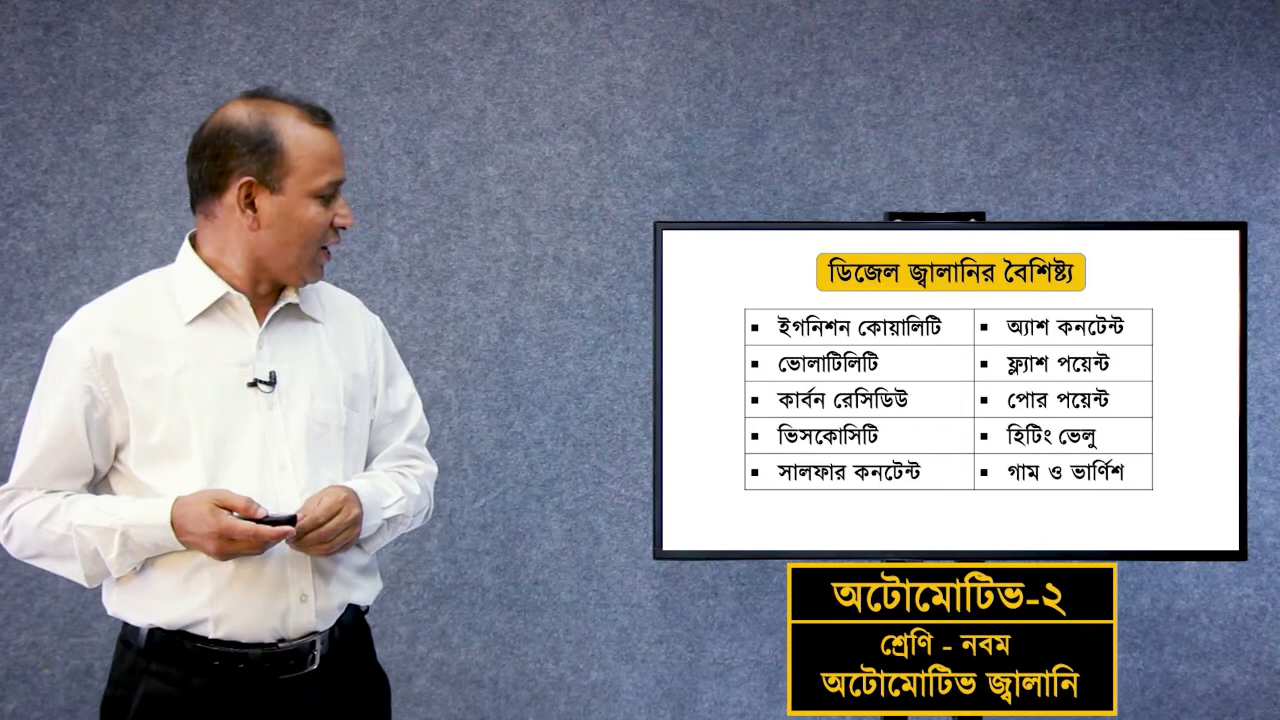 ডিজেল জ্বালানির বৈশিষ্ট্য
▪ ইগনিশন কোয়ালিটি ▪ অ্যাশ কনটেন্ট
▪ ভোলাটিলিটি ▪ ফ্ল্যাশ পয়েন্ট
▪ কার্বন রেসিডিউ ▪ পোর পয়েন্ট
▪ ভিসকোসিটি ▪ হিটিং ভেলু
▪ সালফার কনটেন্ট ▪ গাম ও ভার্ণিশ
অটোমোটিভ-২
শ্রেণি - নবম
অটোমোটিভ জ্বালানি